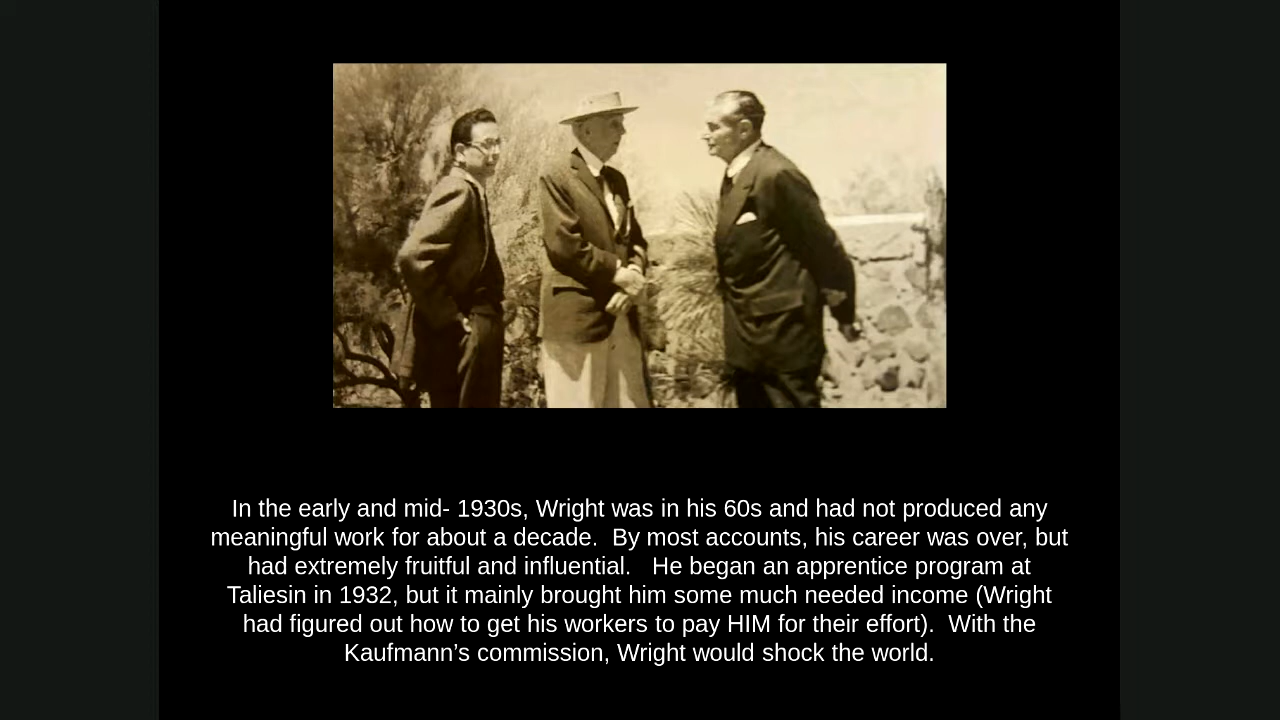 In the early and mid- 1930s, Wright was in his 60s and had not produced any
meaningful work for about a decade.  By most accounts, his career was over, but
had extremely fruitful and influential.   He began an apprentice program at
Taliesin in 1932, but it mainly brought him some much needed income (Wright
had figured out how to get his workers to pay HIM for their effort).  With the
Kaufmann’s commission, Wright would shock the world.